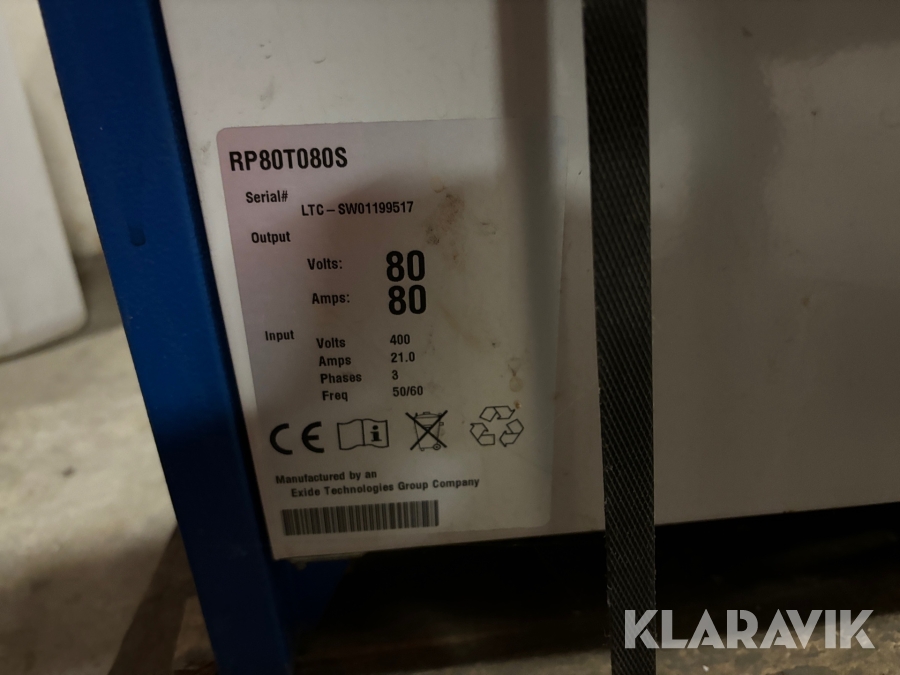 RP80T080S
Serial#
LTC-SW01199517
Output
Volts: 80
Amps: 80
Input
Volts 400
Amps 21.0
Phases 3
Freq 50/60
CE
Manufactured by an
Exide Technologies Group Company
KLARAVIK